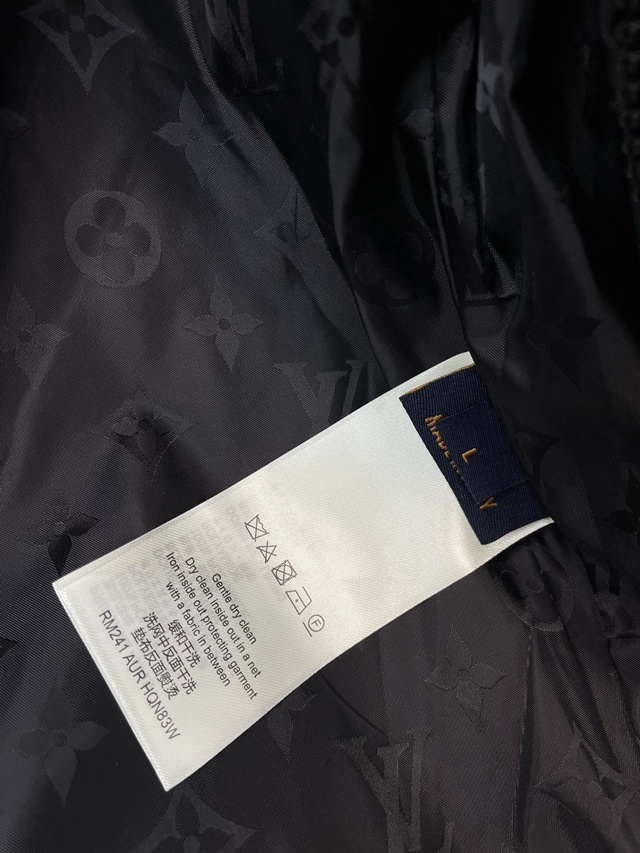 L
F
Gentle dry clean
Dry clean inside out in a net
Iron inside out protecting garment
with a fabric in between
缓和干洗
洗网中反面干洗
垫布反面熨烫
RM241 AUR HQN83W